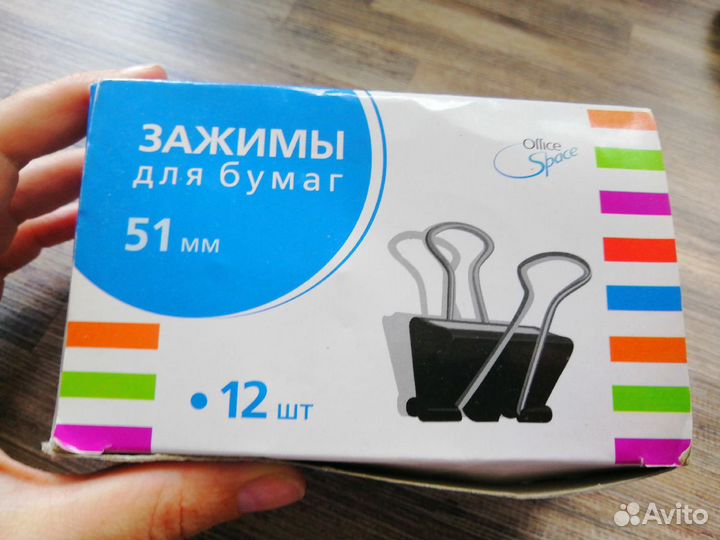 ЗАЖИМЫ
для бумаг
51 мм
Office
Space
• 12 шт
Avito